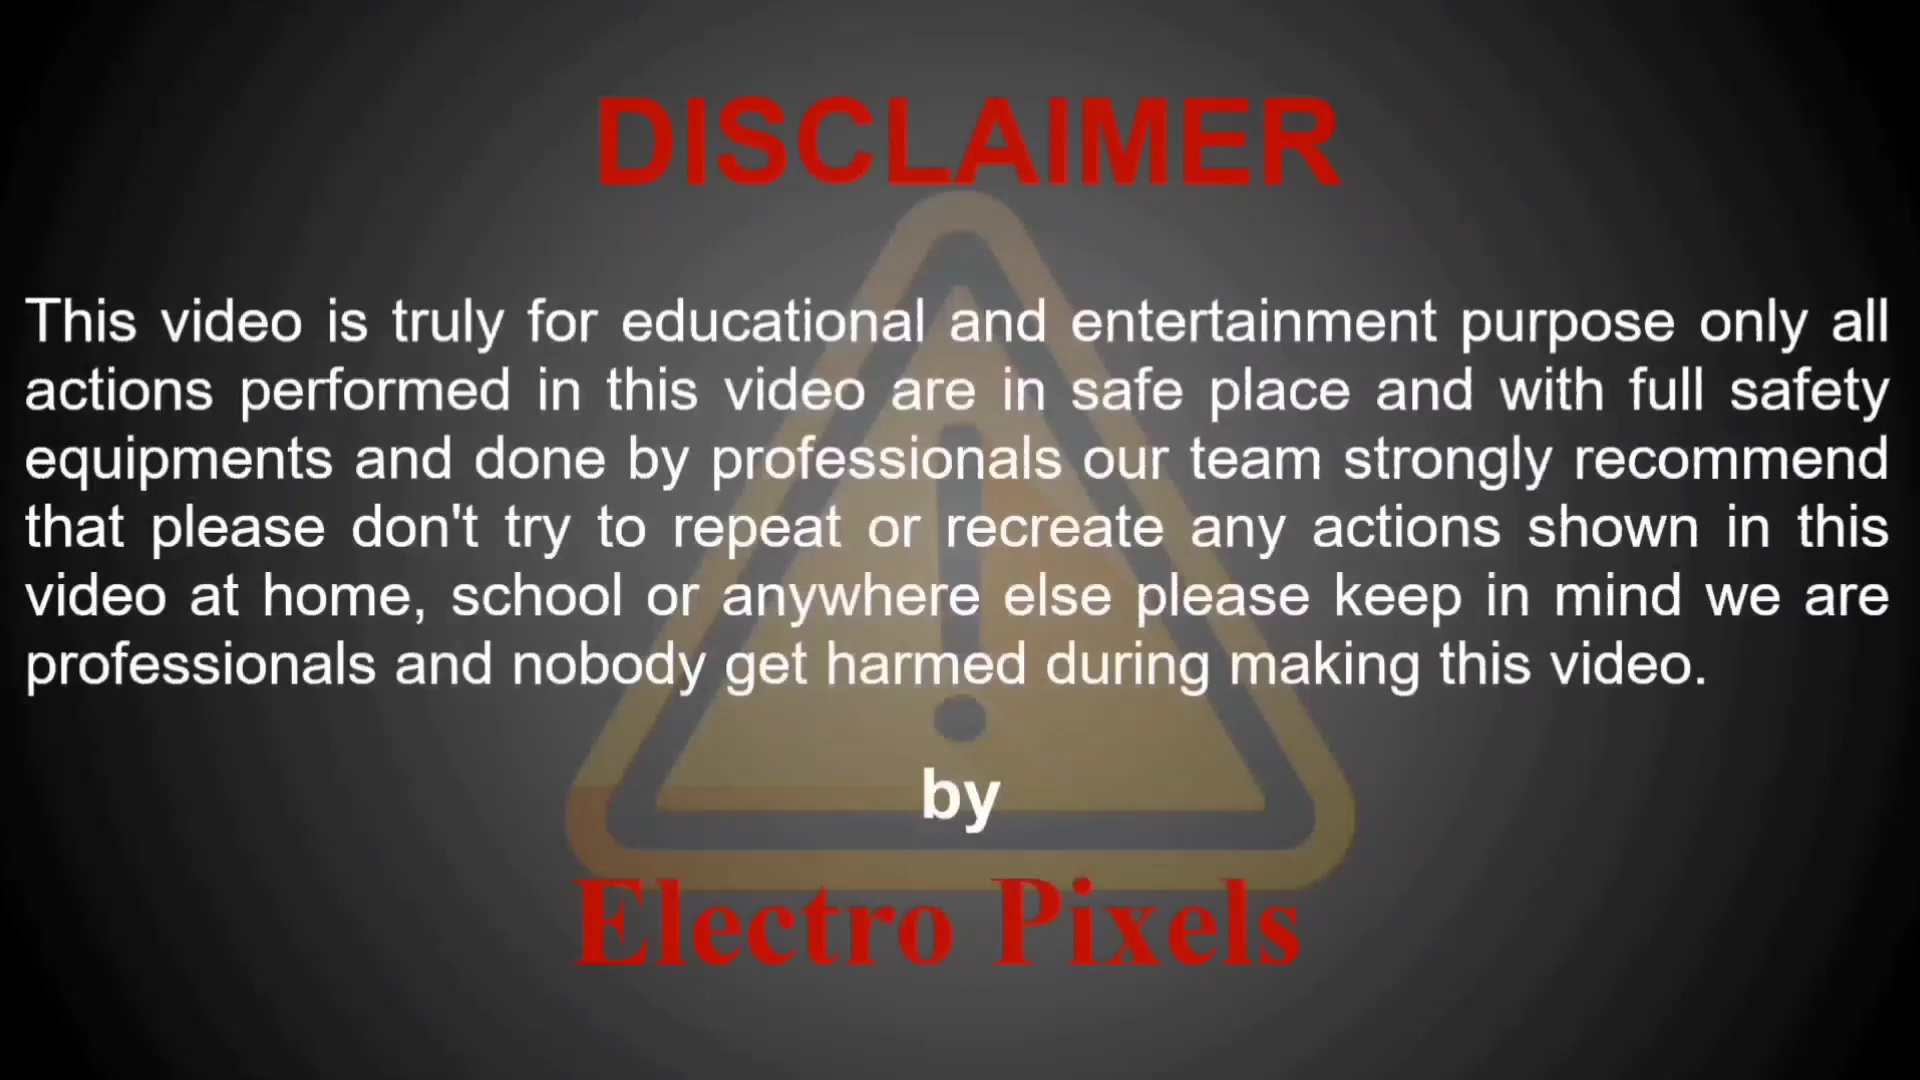 DISCLAIMER
This video is truly for educational and entertainment purpose only all
actions performed in this video are in safe place and with full safety
equipments and done by professionals our team strongly recommend
that please don't try to repeat or recreate any actions shown in this
video at home, school or anywhere else please keep in mind we are
professionals and nobody get harmed during making this video.
by
Electro Pixels